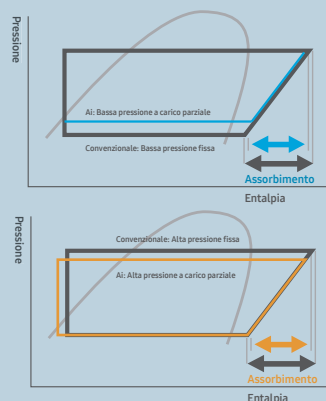 Pressione
Ai: Bassa pressione a carico parziale
Convenzionale: Bassa pressione fissa
Assorbimento
Entalpia
Pressione
Convenzionale: Alta pressione fissa
Ai: Alta pressione a carico parziale
Assorbimento
Entalpia